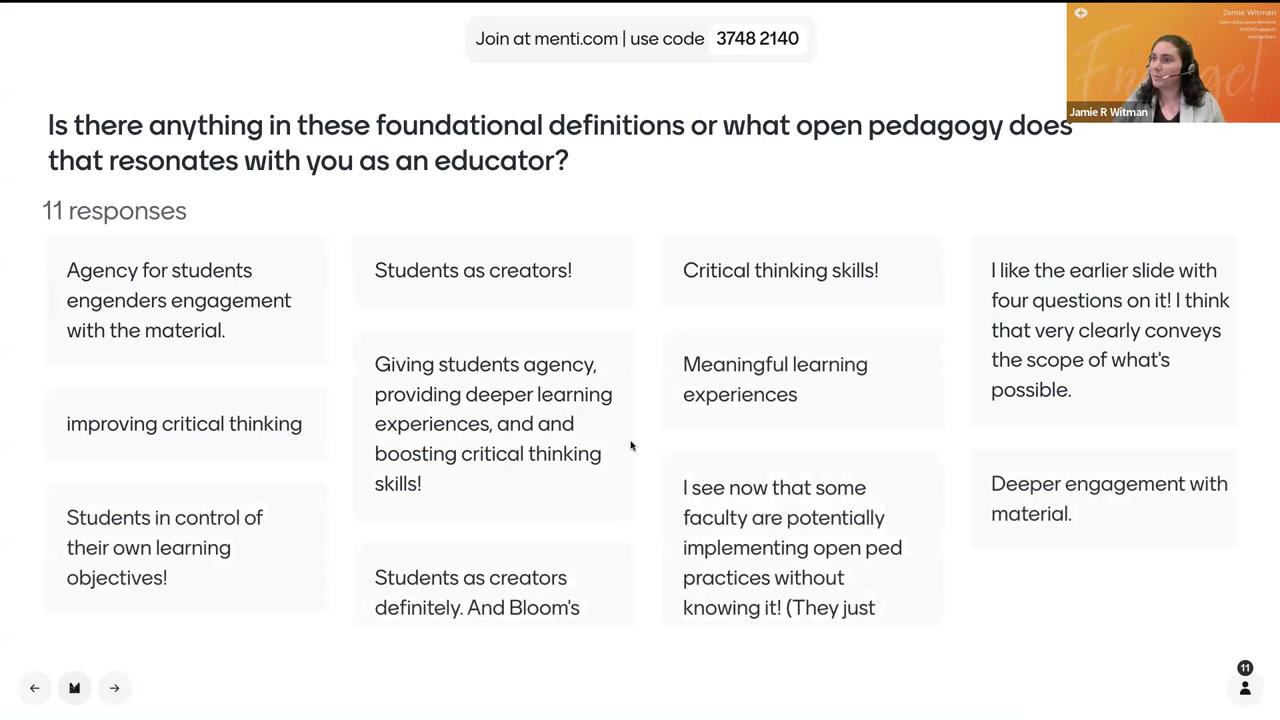 Join at menti.com | use code 3748 2140
Jamie Witman
Open Education Network
Engage!
Jamie R Witman
Is there anything in these foundational definitions or what open pedagogy does
that resonates with you as an educator?
11 responses
Agency for students
engenders engagement
with the material.
improving critical thinking
Students in control of
their own learning
objectives!
Students as creators!
Giving students agency,
providing deeper learning
experiences, and and
boosting critical thinking
skills!
Students as creators
definitely. And Bloom's
Critical thinking skills!
Meaningful learning
experiences
I see now that some
faculty are potentially
implementing open ped
practices without
knowing it! (They just
I like the earlier slide with
four questions on it! I think
that very clearly conveys
the scope of what's
possible.
Deeper engagement with
material.
11